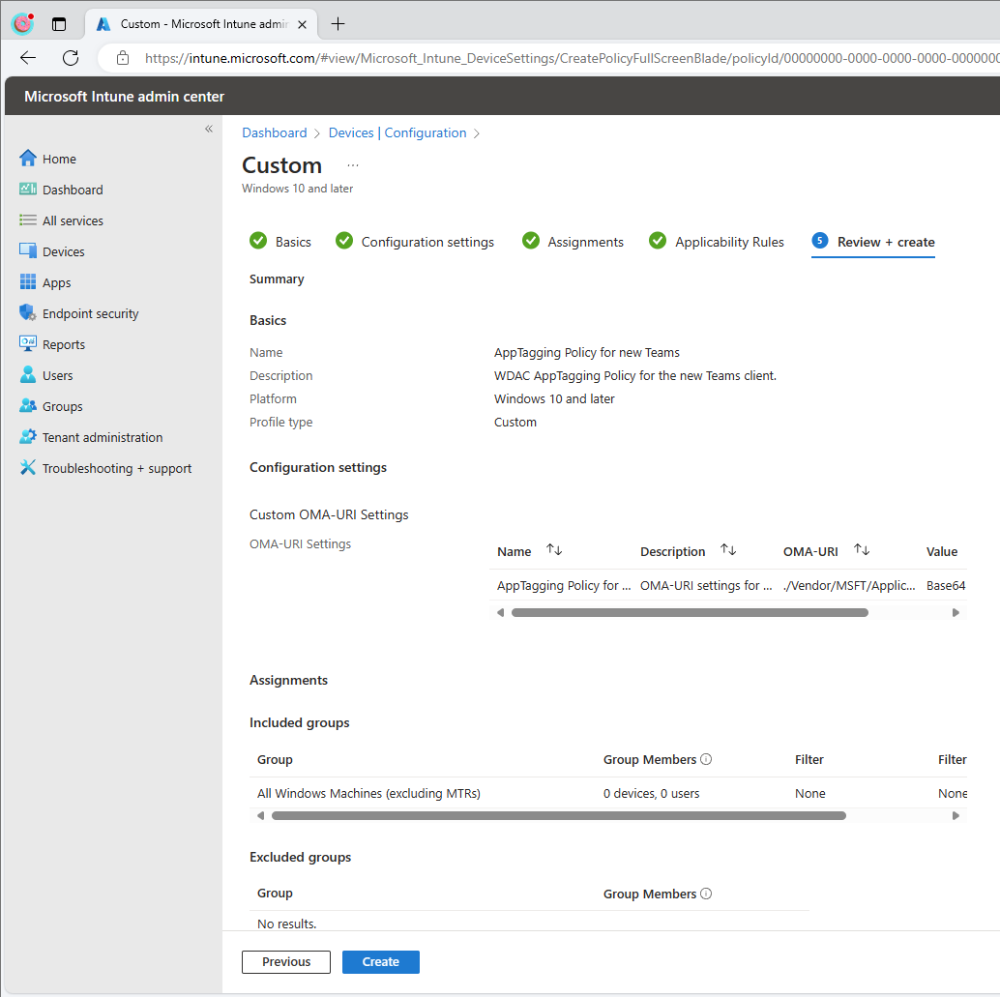 Custom - Microsoft Intune admin
https://intune.microsoft.com/#view/Microsoft_Intune_DeviceSettings/CreatePolicyFullScreenBlade/policyId/00000000-0000-0000-0000-0000000
Microsoft Intune admin center
«
Home
Dashboard
All services
Devices
Apps
Endpoint security
Reports
Users
Groups
Tenant administration
Troubleshooting + support
Dashboard > Devices | Configuration >
Custom ...
Windows 10 and later
Basics Configuration settings Assignments Applicability Rules 5 Review + create
Summary
Basics
Name AppTagging Policy for new Teams
Description WDAC AppTagging Policy for the new Teams client.
Platform Windows 10 and later
Profile type Custom
Configuration settings
Custom OMA-URI Settings
OMA-URI Settings
Name ↑↓ Description ↑↓ OMA-URI ↑↓ Value
AppTagging Policy for ... OMA-URI settings for ... ./Vendor/MSFT/Applic... Base64
Assignments
Included groups
Group Group Members Filter Filter
All Windows Machines (excluding MTRs) 0 devices, 0 users None None
Excluded groups
Group Group Members
No results.
Previous Create